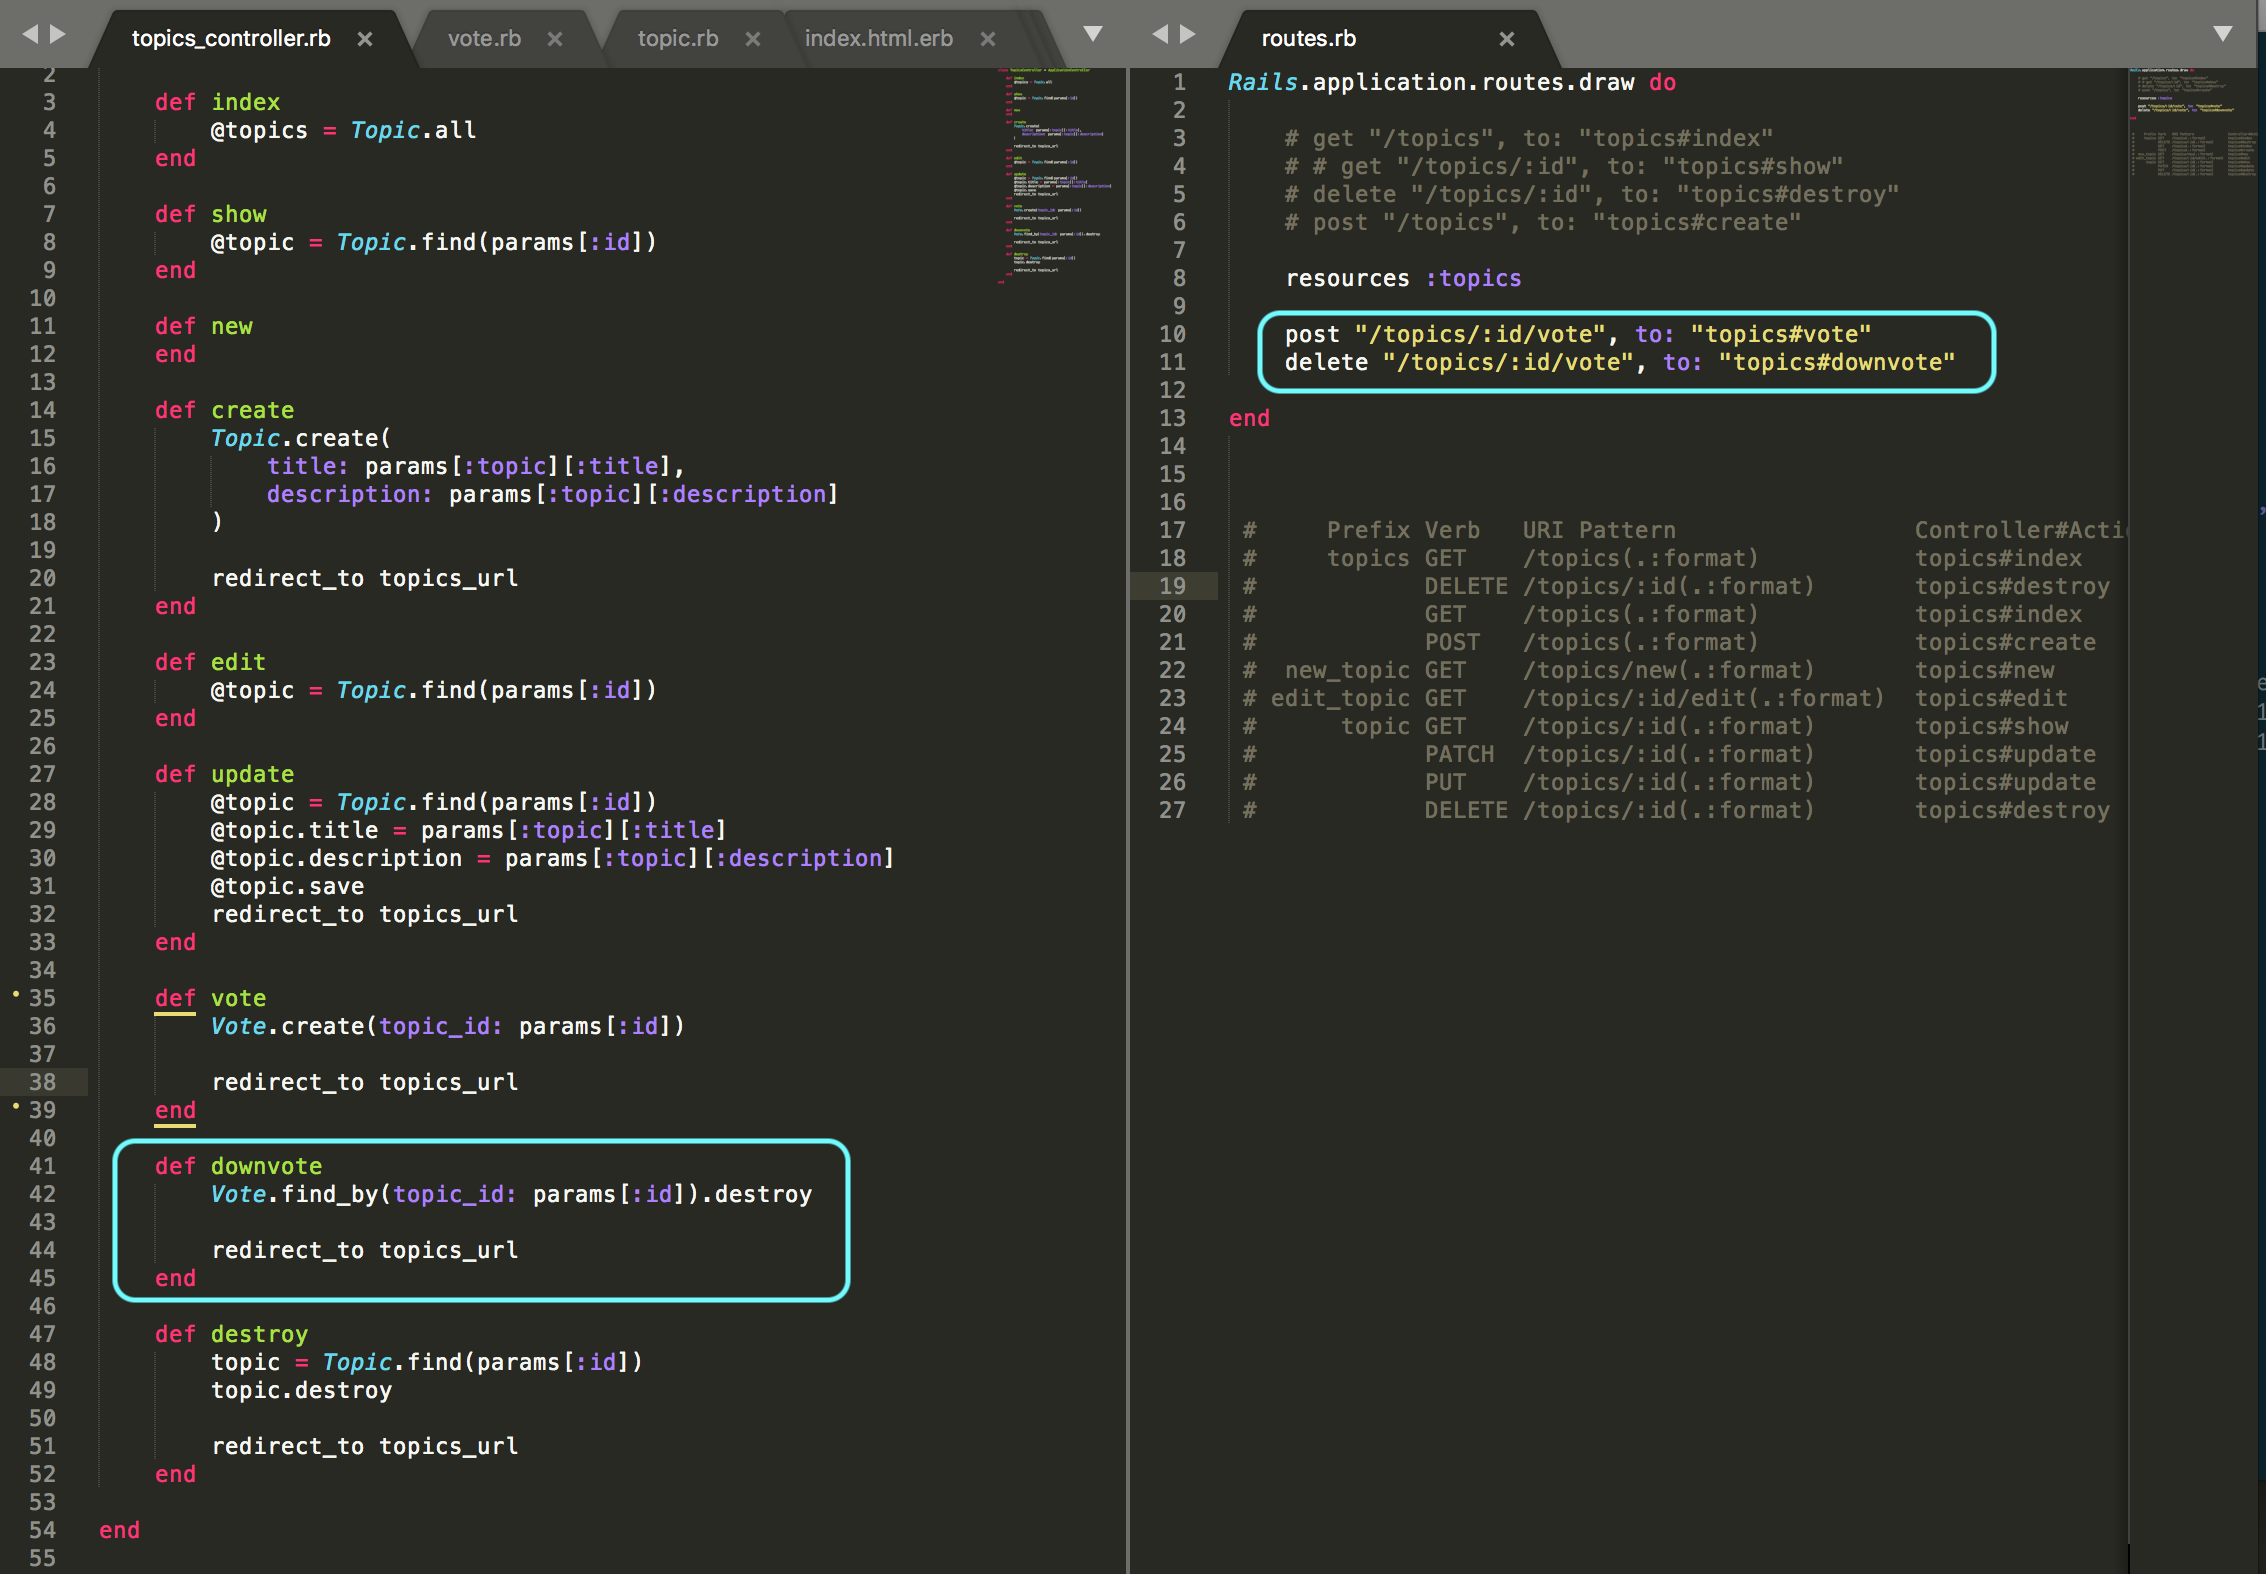 topics_controller.rb × vote.rb × topic.rb × index.html.erb ×
2
3 def index
4 @topics = Topic.all
5 end
6
7 def show
8 @topic = Topic.find(params[:id])
9 end
10
11 def new
12 end
13
14 def create
15 Topic.create(
16 title: params[:topic][:title],
17 description: params[:topic][:description]
18 )
19
20 redirect_to topics_url
21 end
22
23 def edit
24 @topic = Topic.find(params[:id])
25 end
26
27 def update
28 @topic = Topic.find(params[:id])
29 @topic.title = params[:topic][:title]
30 @topic.description = params[:topic][:description]
31 @topic.save
32 redirect_to topics_url
33 end
34
35 def vote
36 Vote.create(topic_id: params[:id])
37
38 redirect_to topics_url
39 end
40
41 def downvote
42 Vote.find_by(topic_id: params[:id]).destroy
43
44 redirect_to topics_url
45 end
46
47 def destroy
48 topic = Topic.find(params[:id])
49 topic.destroy
50
51 redirect_to topics_url
52 end
53
54 end
55
routes.rb ×
1 Rails.application.routes.draw do
2
3 # get "/topics", to: "topics#index"
4 # # get "/topics/:id", to: "topics#show"
5 # delete "/topics/:id", to: "topics#destroy"
6 # post "/topics", to: "topics#create"
7
8 resources :topics
9
10 post "/topics/:id/vote", to: "topics#vote"
11 delete "/topics/:id/vote", to: "topics#downvote"
12
13 end
14
15
16
17 # Prefix Verb URI Pattern Controller#Acti
18 # topics GET /topics(.:format) topics#index
19 # DELETE /topics/:id(.:format) topics#destroy
20 # GET /topics(.:format) topics#index
21 # POST /topics(.:format) topics#create
22 # new_topic GET /topics/new(.:format) topics#new
23 # edit_topic GET /topics/:id/edit(.:format) topics#edit
24 # topic GET /topics/:id(.:format) topics#show
25 # PATCH /topics/:id(.:format) topics#update
26 # PUT /topics/:id(.:format) topics#update
27 # DELETE /topics/:id(.:format) topics#destroy